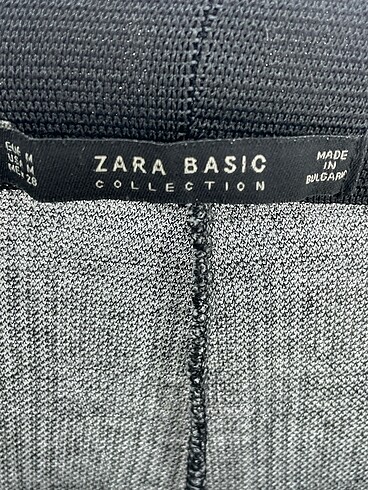 EUR M
USA M
MEX 28
ZARA BASIC
COLLECTION
MADE
IN
BULGARIA